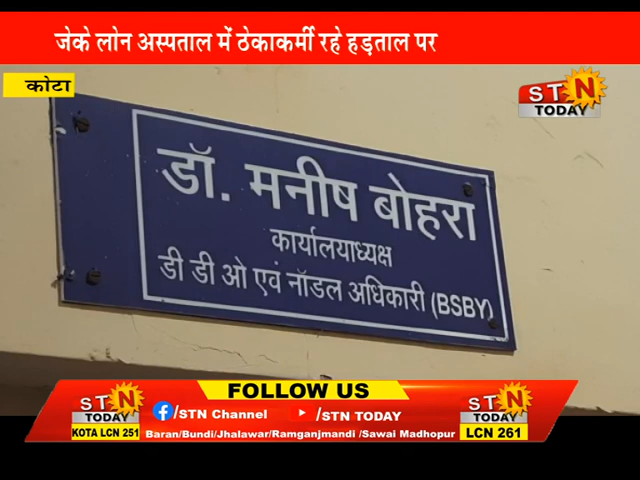 जेके लोन अस्पताल में ठेकाकर्मी रहे हड़ताल पर
कोटा
STN
TODAY
डॉ. मनीष बोहरा
कार्यालयाध्यक्ष
डी डी ओ एवं नॉडल अधिकारी (BSBY)
FOLLOW US
STN
TODAY
KOTA LCN 251
/STN Channel
/STN TODAY
Baran/Bundi/Jhalawar/Ramganjmandi /Sawai Madhopur
STN
TODAY
LCN 261